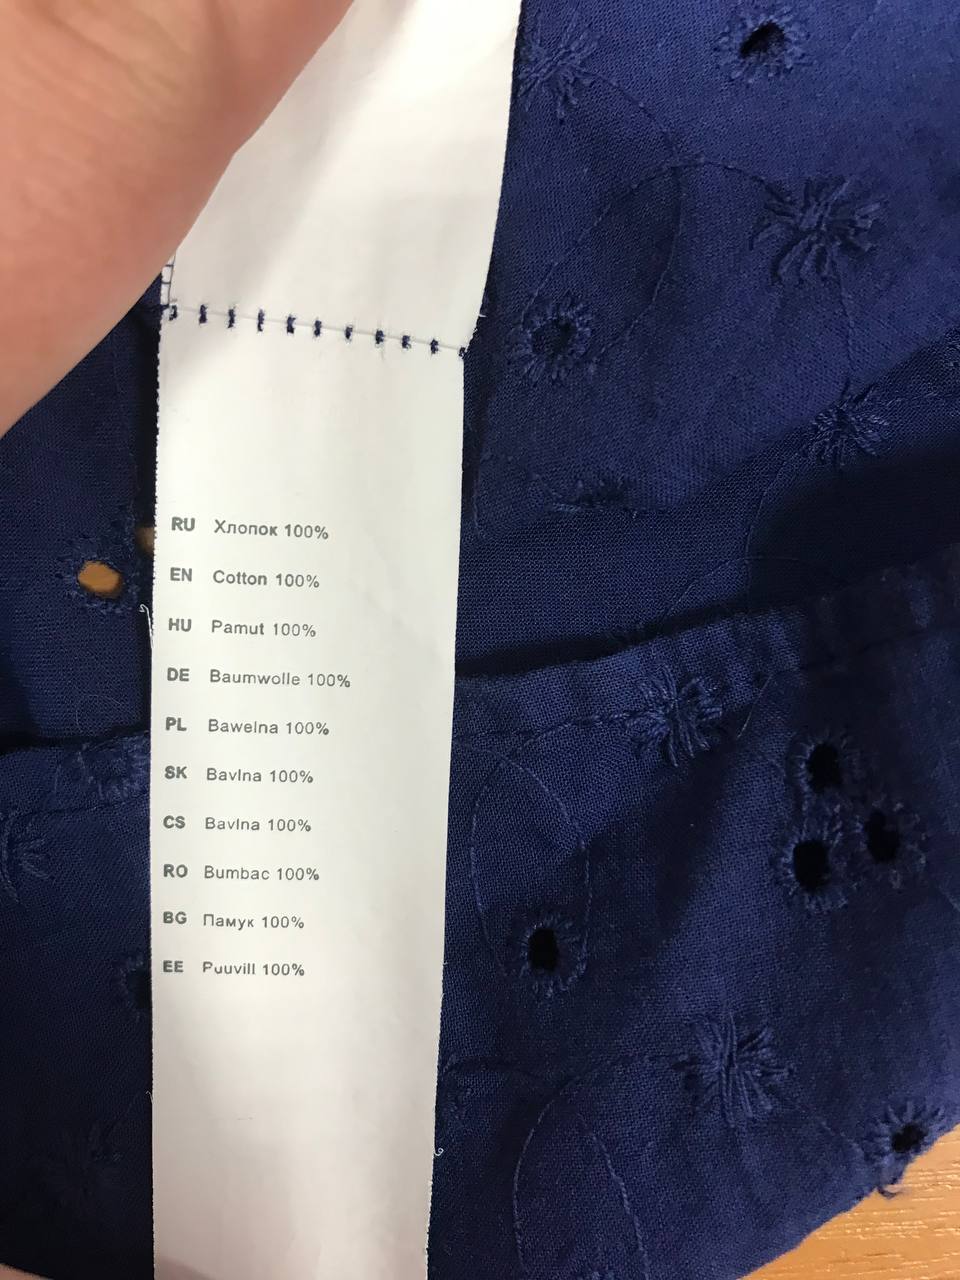 RU Хлопок 100%
EN Cotton 100%
HU Pamut 100%
DE Baumwolle 100%
PL Bawelna 100%
SK Bavlna 100%
CS Bavlna 100%
RO Bumbac 100%
BG Памук 100%
EE Puuvill 100%